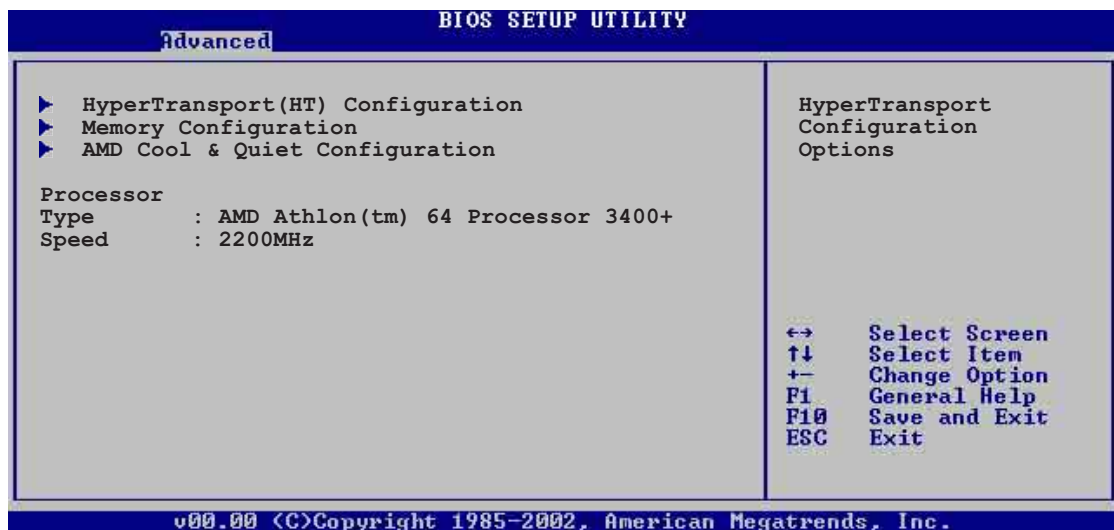 BIOS SETUP UTILITY
Advanced
HyperTransport(HT) Configuration
Memory Configuration
AMD Cool & Quiet Configuration
Processor
Type : AMD Athlon(tm) 64 Processor 3400+
Speed : 2200MHz
HyperTransport
Configuration
Options
←→ Select Screen
↑↓ Select Item
+- Change Option
F1 General Help
F10 Save and Exit
ESC Exit
v00.00 (C)Copyright 1985-2002, American Megatrends, Inc.